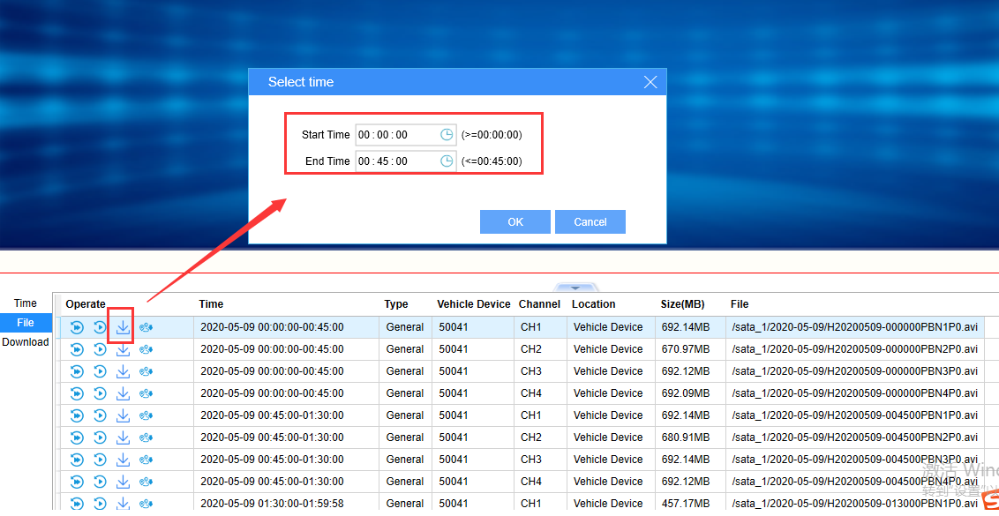 Select time
Start Time 00 : 00 : 00 (>=00:00:00)
End Time 00 : 45 : 00 (<=00:45:00)
OK Cancel
Time
File
Download
Operate Time Type Vehicle Device Channel Location Size(MB) File
2020-05-09 00:00:00-00:45:00 General 50041 CH1 Vehicle Device 692.14MB /sata_1/2020-05-09/H20200509-000000PBN1P0.avi
2020-05-09 00:00:00-00:45:00 General 50041 CH2 Vehicle Device 670.97MB /sata_1/2020-05-09/H20200509-000000PBN2P0.avi
2020-05-09 00:00:00-00:45:00 General 50041 CH3 Vehicle Device 692.12MB /sata_1/2020-05-09/H20200509-000000PBN3P0.avi
2020-05-09 00:00:00-00:45:00 General 50041 CH4 Vehicle Device 692.09MB /sata_1/2020-05-09/H20200509-000000PBN4P0.avi
2020-05-09 00:45:00-01:30:00 General 50041 CH1 Vehicle Device 692.14MB /sata_1/2020-05-09/H20200509-004500PBN1P0.avi
2020-05-09 00:45:00-01:30:00 General 50041 CH2 Vehicle Device 680.91MB /sata_1/2020-05-09/H20200509-004500PBN2P0.avi
2020-05-09 00:45:00-01:30:00 General 50041 CH3 Vehicle Device 692.14MB /sata_1/2020-05-09/H20200509-004500PBN3P0.avi
激活 Win
2020-05-09 00:45:00-01:30:00 General 50041 CH4 Vehicle Device 692.12MB /sata_1/2020-05-09/H20200509-004500PBN4P0.avi
转到"设置"以
2020-05-09 01:30:00-01:59:58 General 50041 CH1 Vehicle Device 457.17MB /sata_1/2020-05-09/H20200509-013000PBN1P0.avi